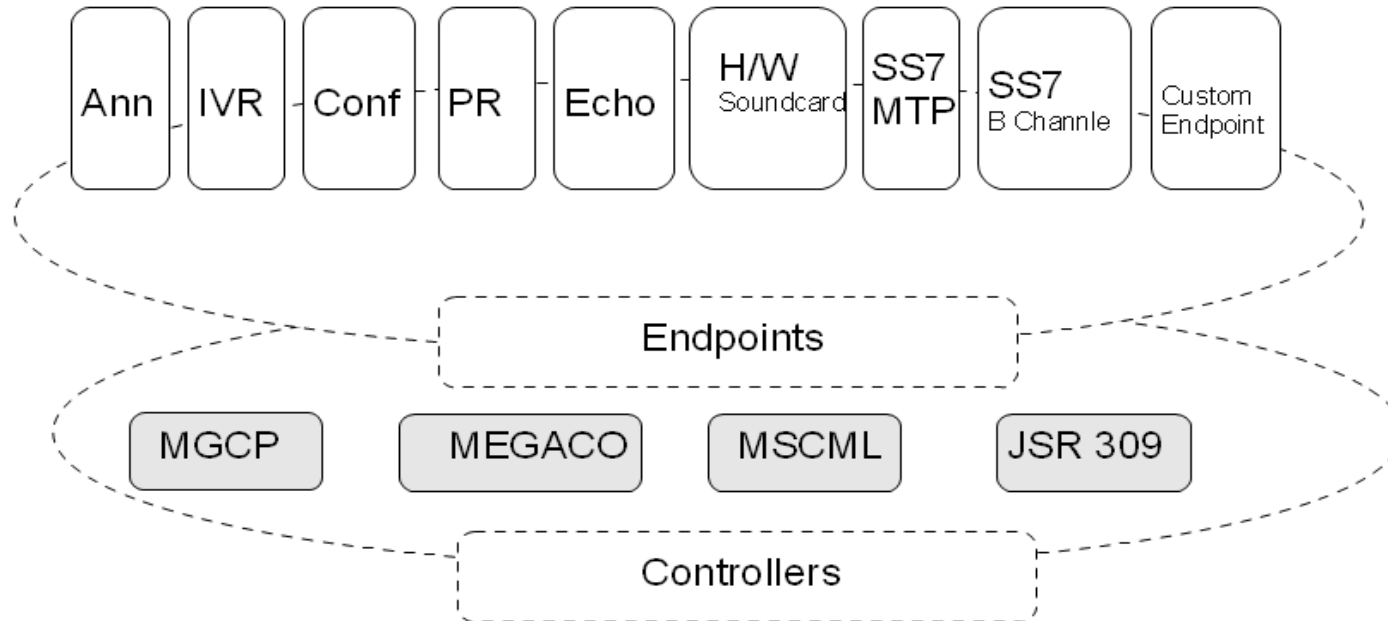 Ann
IVR
Conf
PR
Echo
H/W
Soundcard
SS7
MTP
SS7
B Channle
Custom
Endpoint
Endpoints
MGCP
MEGACO
MSCML
JSR 309
Controllers